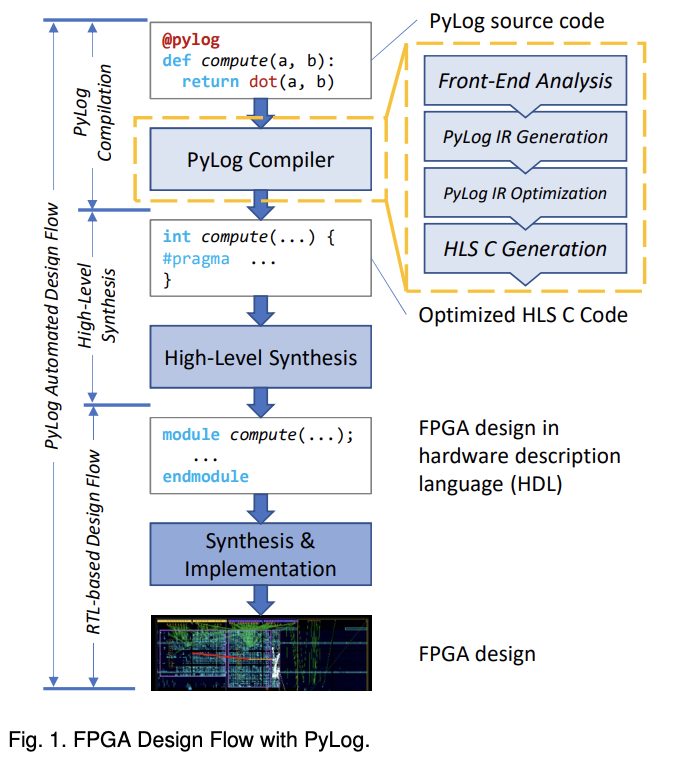 PyLog source code
@pylog
def compute(a, b):
return dot(a, b)
PyLog
Compilation
PyLog Compiler
Front-End Analysis
PyLog IR Generation
PyLog IR Optimization
HLS C Generation
PyLog Automated Design Flow
int compute(...) {
#pragma ...
}
Optimized HLS C Code
High-Level
Synthesis
High-Level Synthesis
module compute(...);
...
endmodule
FPGA design in
hardware description
language (HDL)
RTL-based Design Flow
Synthesis &
Implementation
FPGA design
Fig. 1. FPGA Design Flow with PyLog.